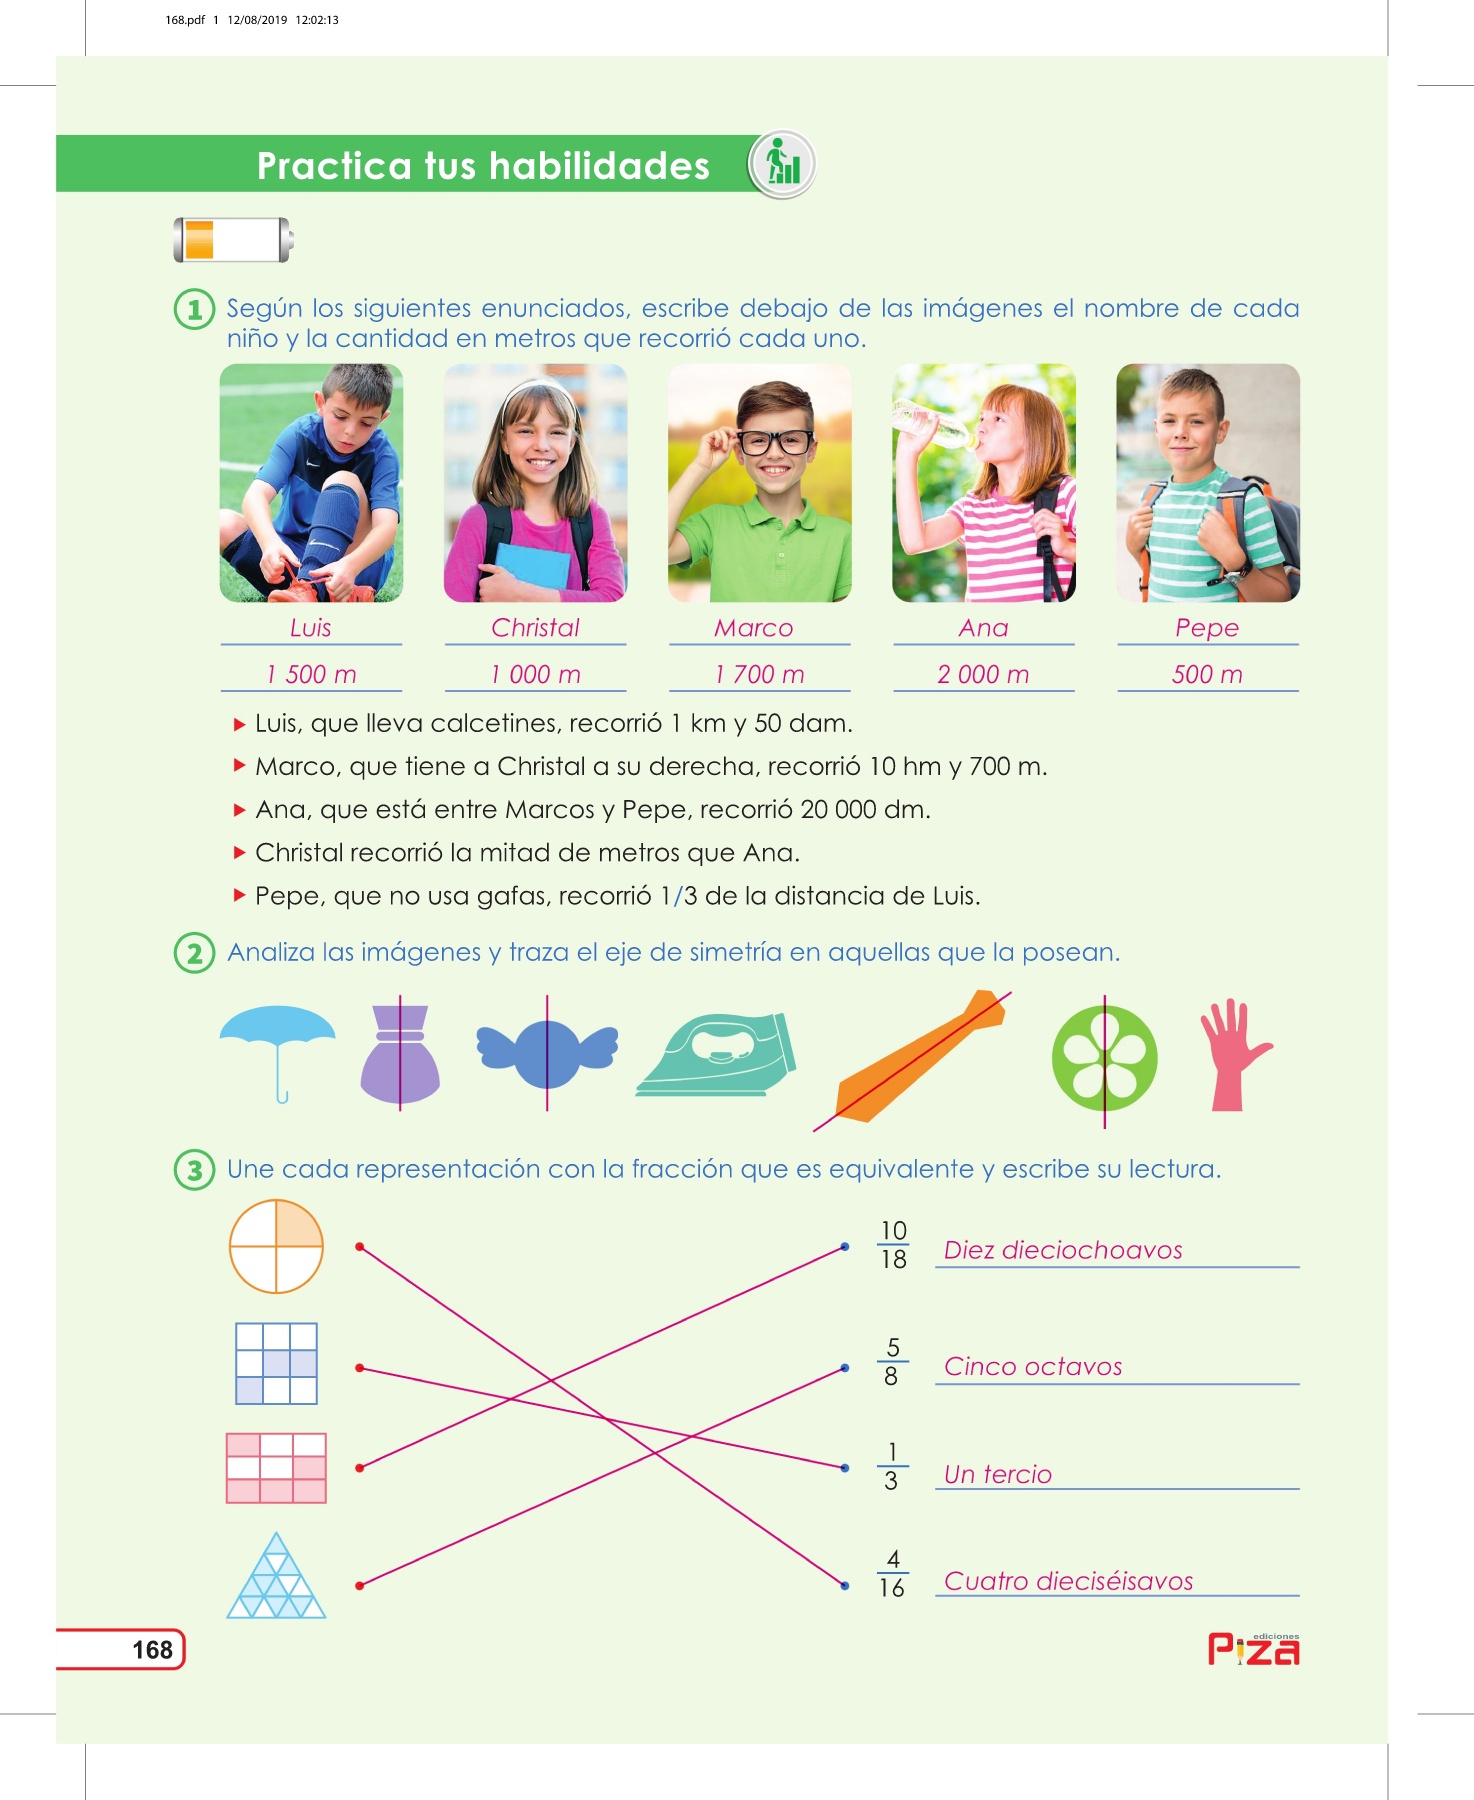 168.pdf 1 12/08/2019 12:02:13
Practica tus habilidades
1 Según los siguientes enunciados, escribe debajo de las imágenes el nombre de cada
niño y la cantidad en metros que recorrió cada uno.
Luis Christal Marco Ana Pepe
1 500 m 1 000 m 1 700 m 2 000 m 500 m
Luis, que lleva calcetines, recorrió 1 km y 50 dam.
Marco, que tiene a Christal a su derecha, recorrió 10 hm y 700 m.
Ana, que está entre Marcos y Pepe, recorrió 20 000 dm.
Christal recorrió la mitad de metros que Ana.
Pepe, que no usa gafas, recorrió 1/3 de la distancia de Luis.
2 Analiza las imágenes y traza el eje de simetría en aquellas que la posean.
3 Une cada representación con la fracción que es equivalente y escribe su lectura.
10/18 Diez dieciochoavos
5/8 Cinco octavos
1/3 Un tercio
4/16 Cuatro dieciséisavos
168
ediciones
Piza